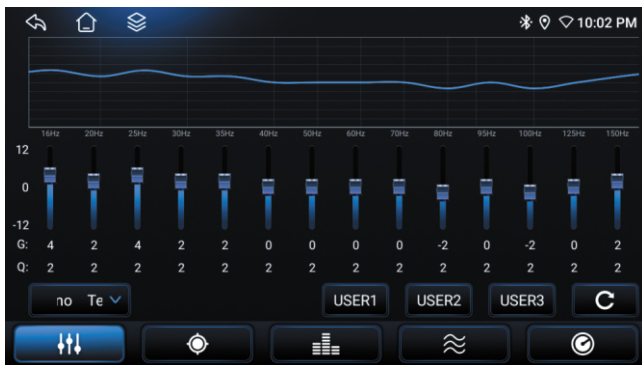 10:02 PM
16Hz 20Hz 25Hz 30Hz 35Hz 40Hz 50Hz 60Hz 70Hz 80Hz 95Hz 100Hz 125Hz 150Hz
12
0
-12
G: 4 2 4 2 2 0 0 0 0 -2 0 -2 0 2
Q: 2 2 2 2 2 2 2 2 2 2 2 2 2 2
no Te USER1 USER2 USER3